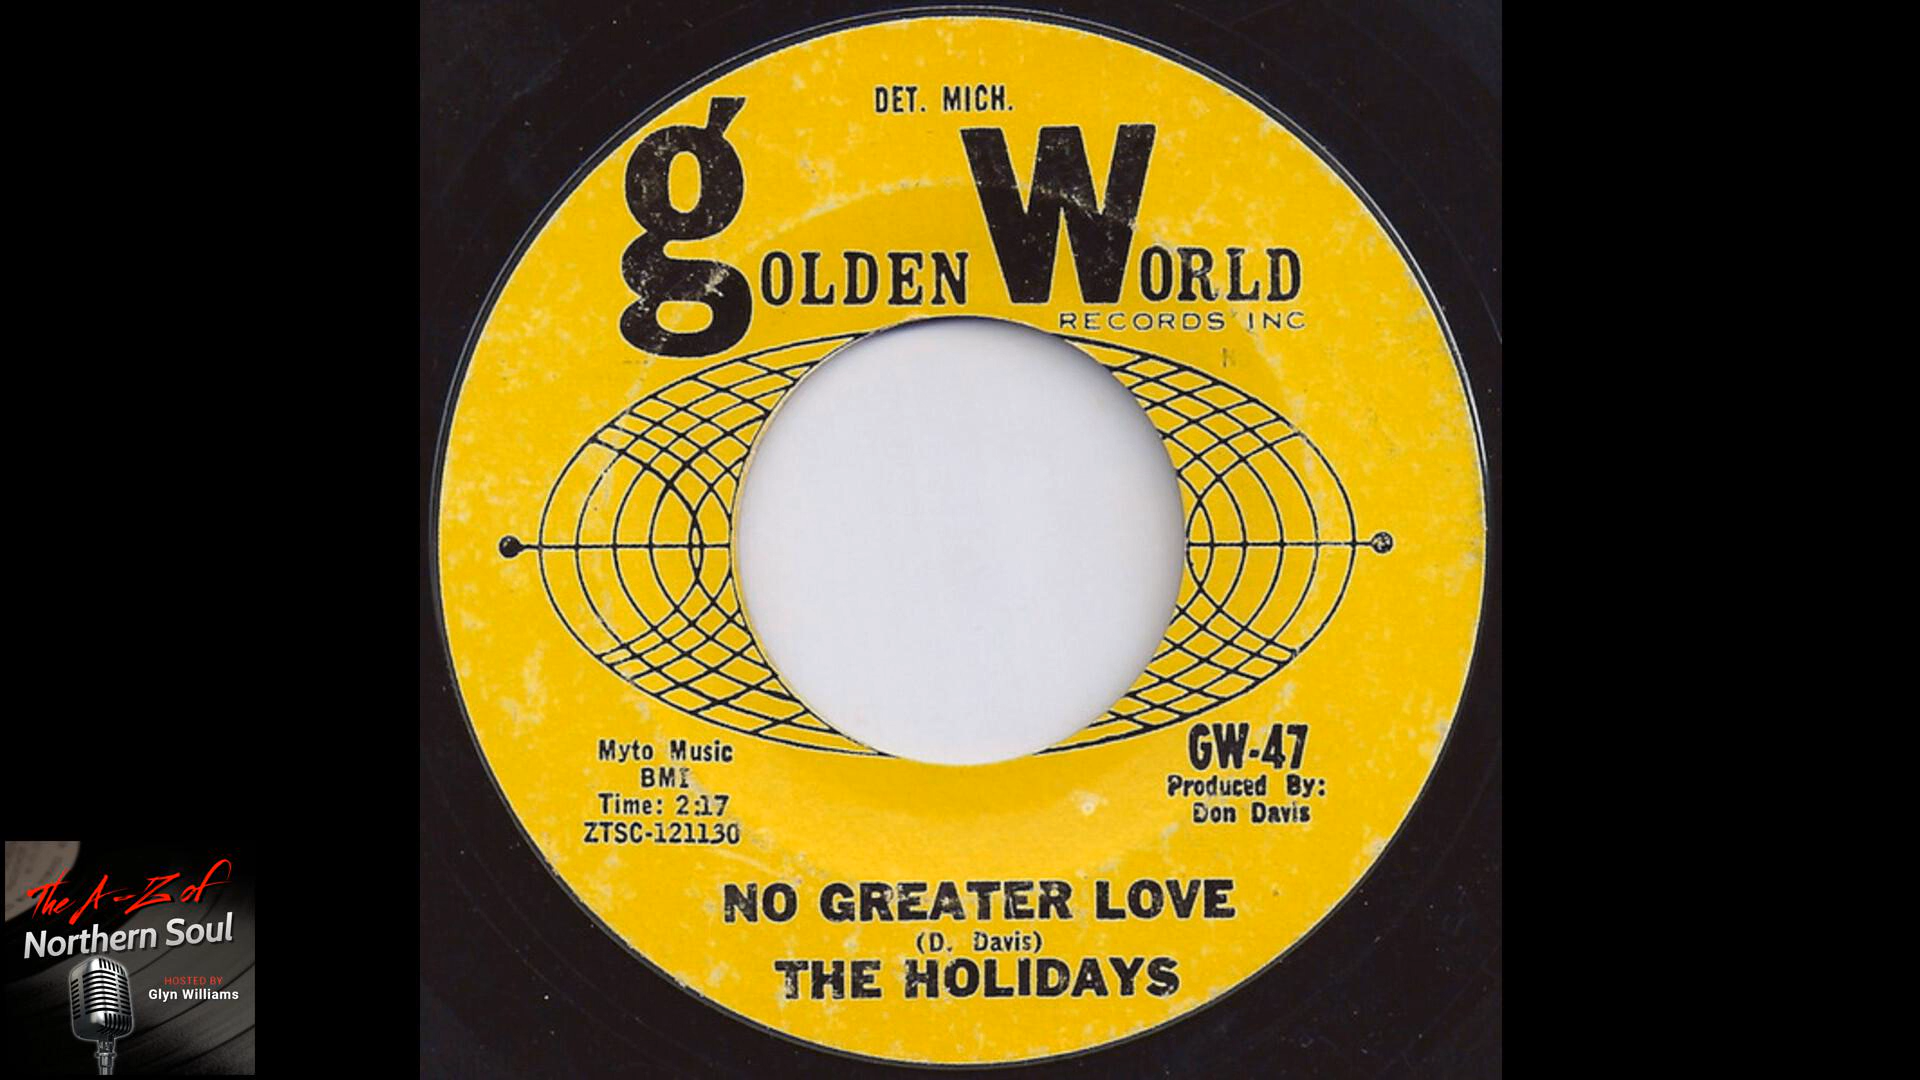 DET. MICH.
gOLDEN WORLD
RECORDS INC
Myto Music
BMI
Time: 2:17
ZTSC-121130
GW-47
Produced By:
Don Davis
NO GREATER LOVE
(D. Davis)
THE HOLIDAYS
The A-Z of
Northern Soul
HOSTED BY
Glyn Williams